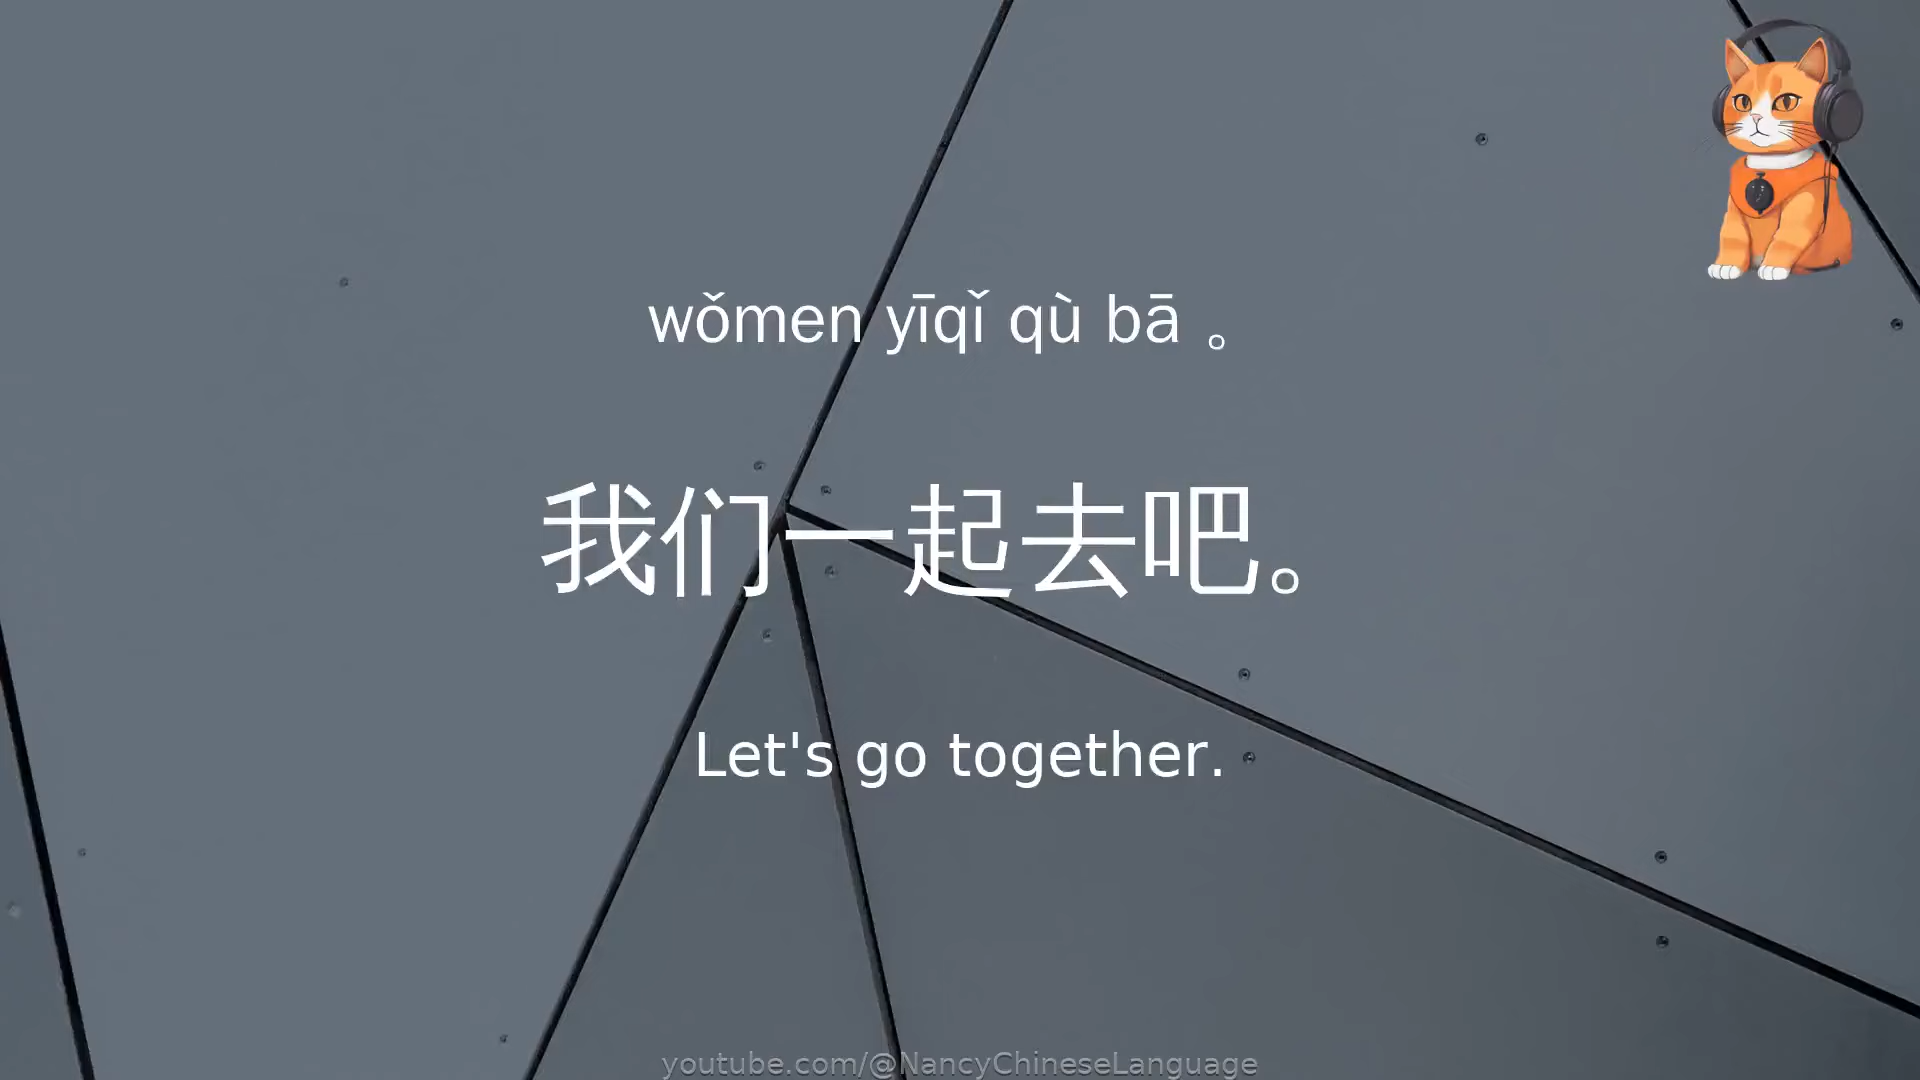 wǒmen yīqǐ qù bā 。
我们一起去吧。
Let's go together.
youtube.com/@NancyChineseLanguage